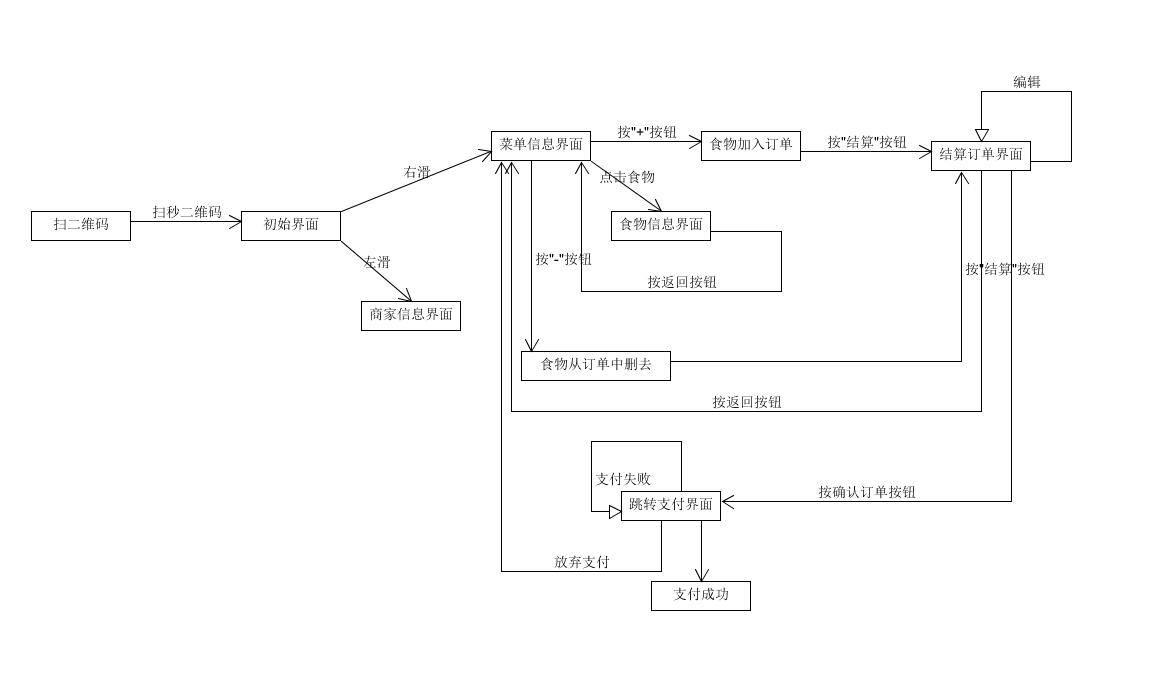 编辑
按"+"按钮
菜单信息界面
食物加入订单
按"结算"按钮
结算订单界面
右滑
点击食物
扫秒二维码
扫二维码
初始界面
食物信息界面
左滑
按"-"按钮
按"结算"按钮
按返回按钮
商家信息界面
食物从订单中删去
按返回按钮
支付失败
按确认订单按钮
跳转支付界面
放弃支付
支付成功